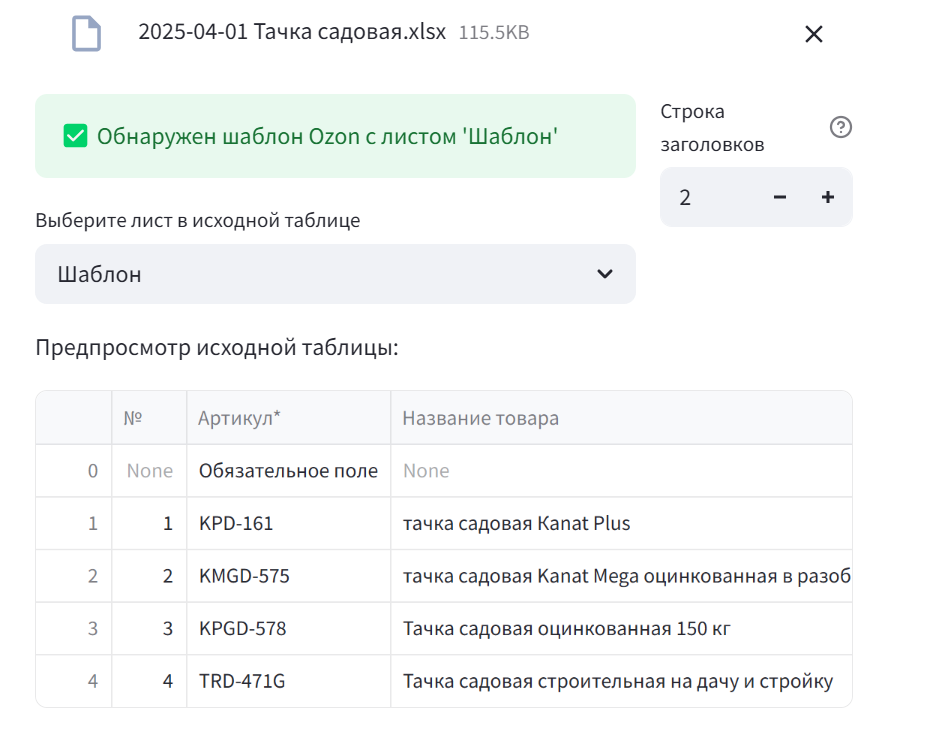 2025-04-01 Тачка садовая.xlsx 115.5KB
✅ Обнаружен шаблон Ozon с листом 'Шаблон'
Строка
заголовков
2
Выберите лист в исходной таблице
Шаблон
Предпросмотр исходной таблицы:
№ Артикул* Название товара
0 None Обязательное поле None
1 1 KPD-161 тачка садовая Kanat Plus
2 2 KMGD-575 тачка садовая Kanat Mega оцинкованная в разоб
3 3 KPGD-578 Тачка садовая оцинкованная 150 кг
4 4 TRD-471G Тачка садовая строительная на дачу и стройку